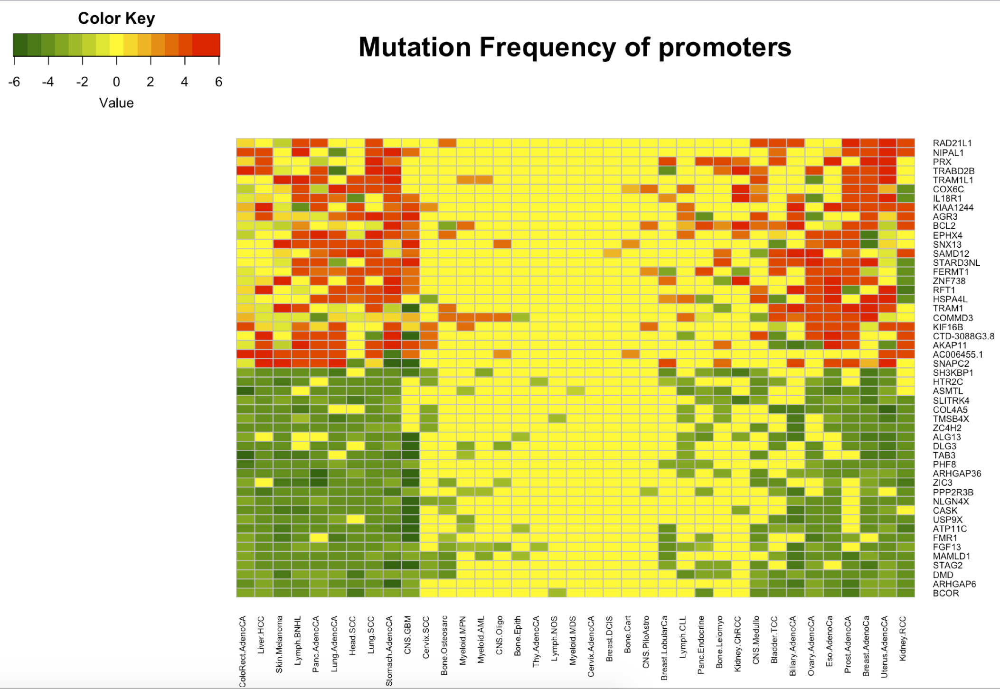 Color Key
-6 -4 -2 0 2 4 6
Value
Mutation Frequency of promoters
RAD21L1
NIPAL1
PRX
TRABD2B
TRAM1L1
COX6C
IL18R1
KIAA1244
AGR3
BCL2
EPHX4
SNX13
SAMD12
STARD3NL
FERMT1
ZNF738
RFT1
HSPA4L
TRAM1
COMMD3
KIF16B
CTD-3088G3.8
AKAP11
AC006455.1
SNAPC2
SH3KBP1
HTR2C
ASMTL
SLITRK4
COL4A5
TMSB4X
ZC4H2
ALG13
DLG3
TAB3
PHF8
ARHGAP36
ZIC3
PPP2R3B
NLGN4X
CASK
USP9X
ATP11C
FMR1
FGF13
MAMLD1
STAG2
DMD
ARHGAP6
BCOR
ColoRect.AdenoCA
Liver.HCC
Skin.Melanoma
Lymph.BNHL
Panc.AdenoCA
Lung.AdenoCA
Head.SCC
Lung.SCC
Stomach.AdenoCA
CNS.GBM
Cervix.SCC
Bone.Osteosarc
Myeloid.MPN
Myeloid.AML
CNS.Oligo
Bone.Epith
Thy.AdenoCA
Lymph.NOS
Myeloid.MDS
Cervix.AdenoCA
Breast.DCIS
Bone.Cart
CNS.PiloAstro
Breast.LobularCa
Lymph.CLL
Panc.Endocrine
Bone.Leiomyo
Kidney.ChRCC
CNS.Medullo
Bladder.TCC
Biliary.AdenoCA
Ovary.AdenoCA
Eso.AdenoCa
Prost.AdenoCA
Breast.AdenoCa
Uterus.AdenoCA
Kidney.RCC